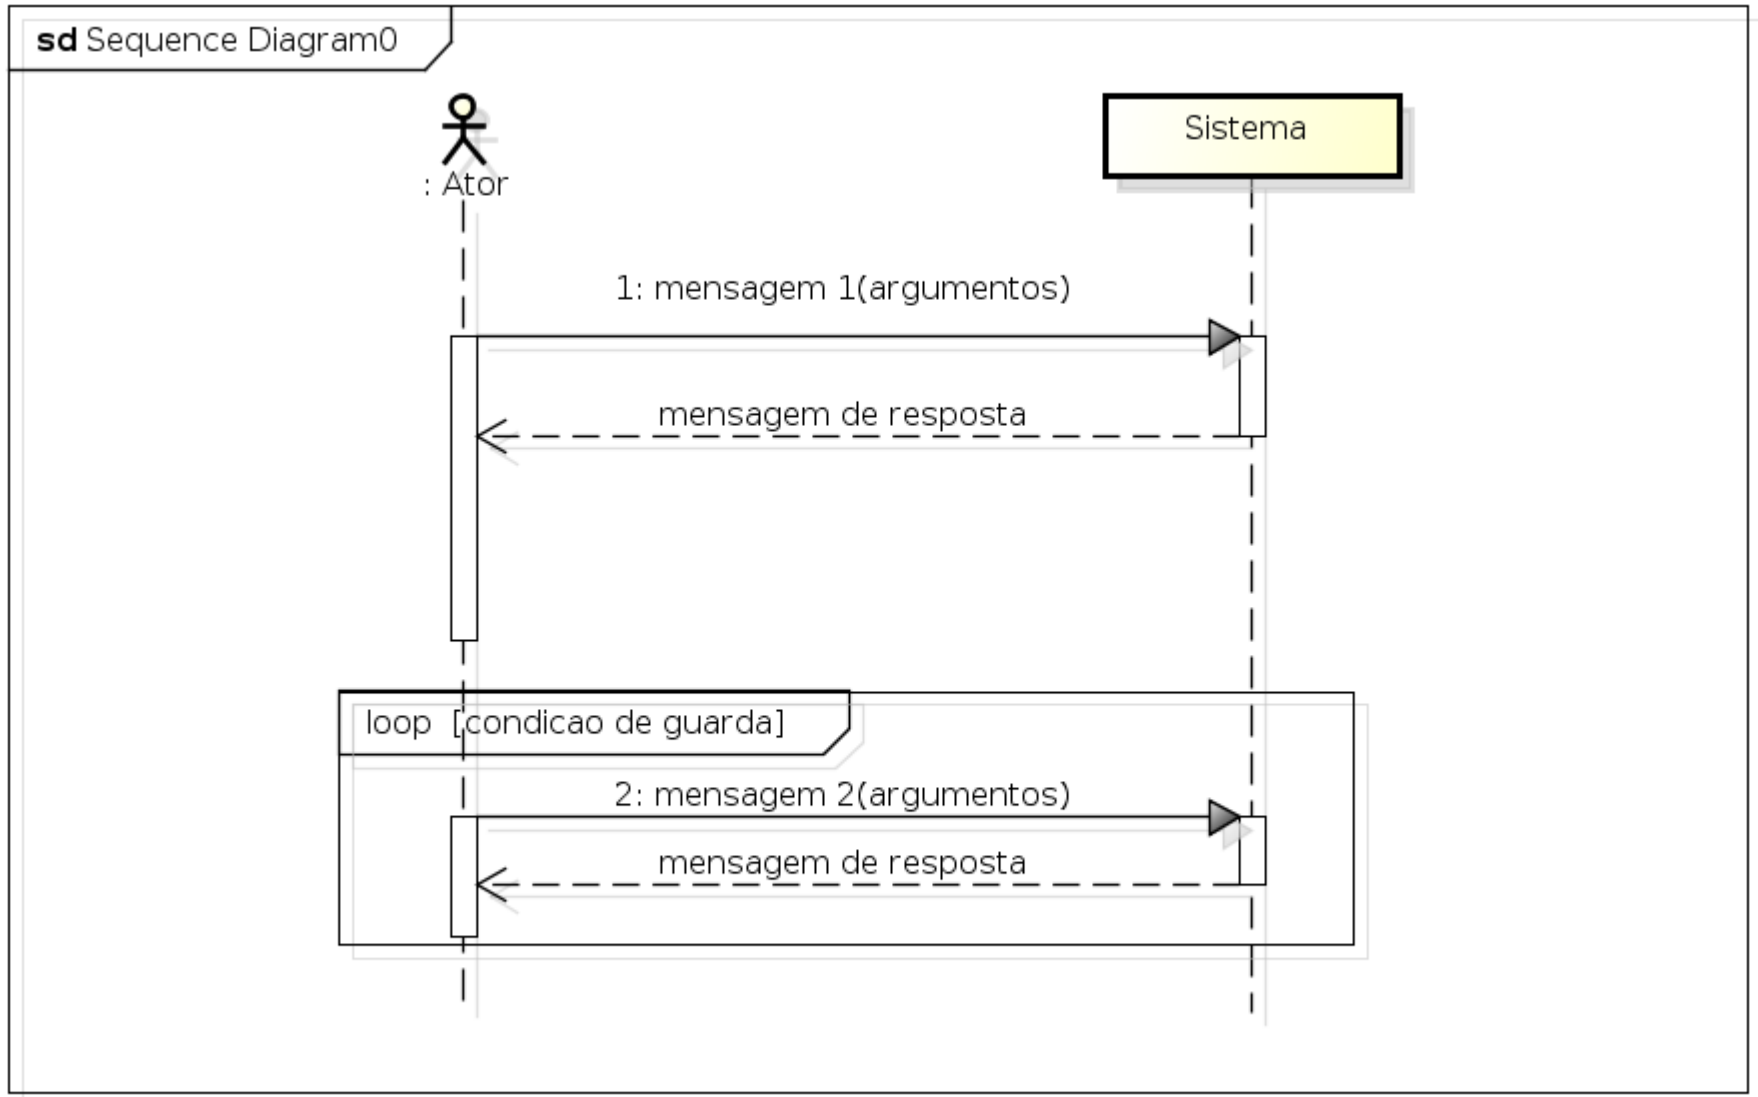 sd Sequence Diagram0
: Ator
Sistema
1: mensagem 1(argumentos)
mensagem de resposta
loop [condicao de guarda]
2: mensagem 2(argumentos)
mensagem de resposta